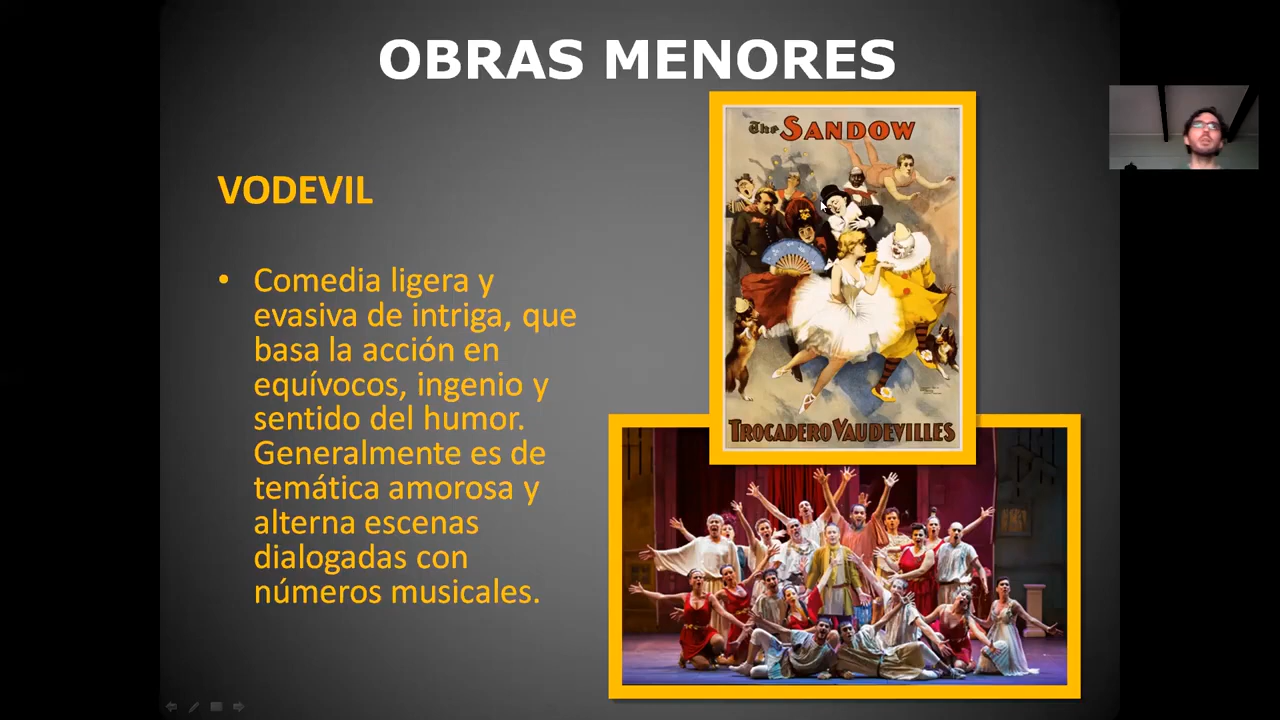 OBRAS MENORES
VODEVIL
• Comedia ligera y
evasiva de intriga, que
basa la acción en
equívocos, ingenio y
sentido del humor.
Generalmente es de
temática amorosa y
alterna escenas
dialogadas con
números musicales.
The SANDOW
TROCADERO VAUDEVILLES